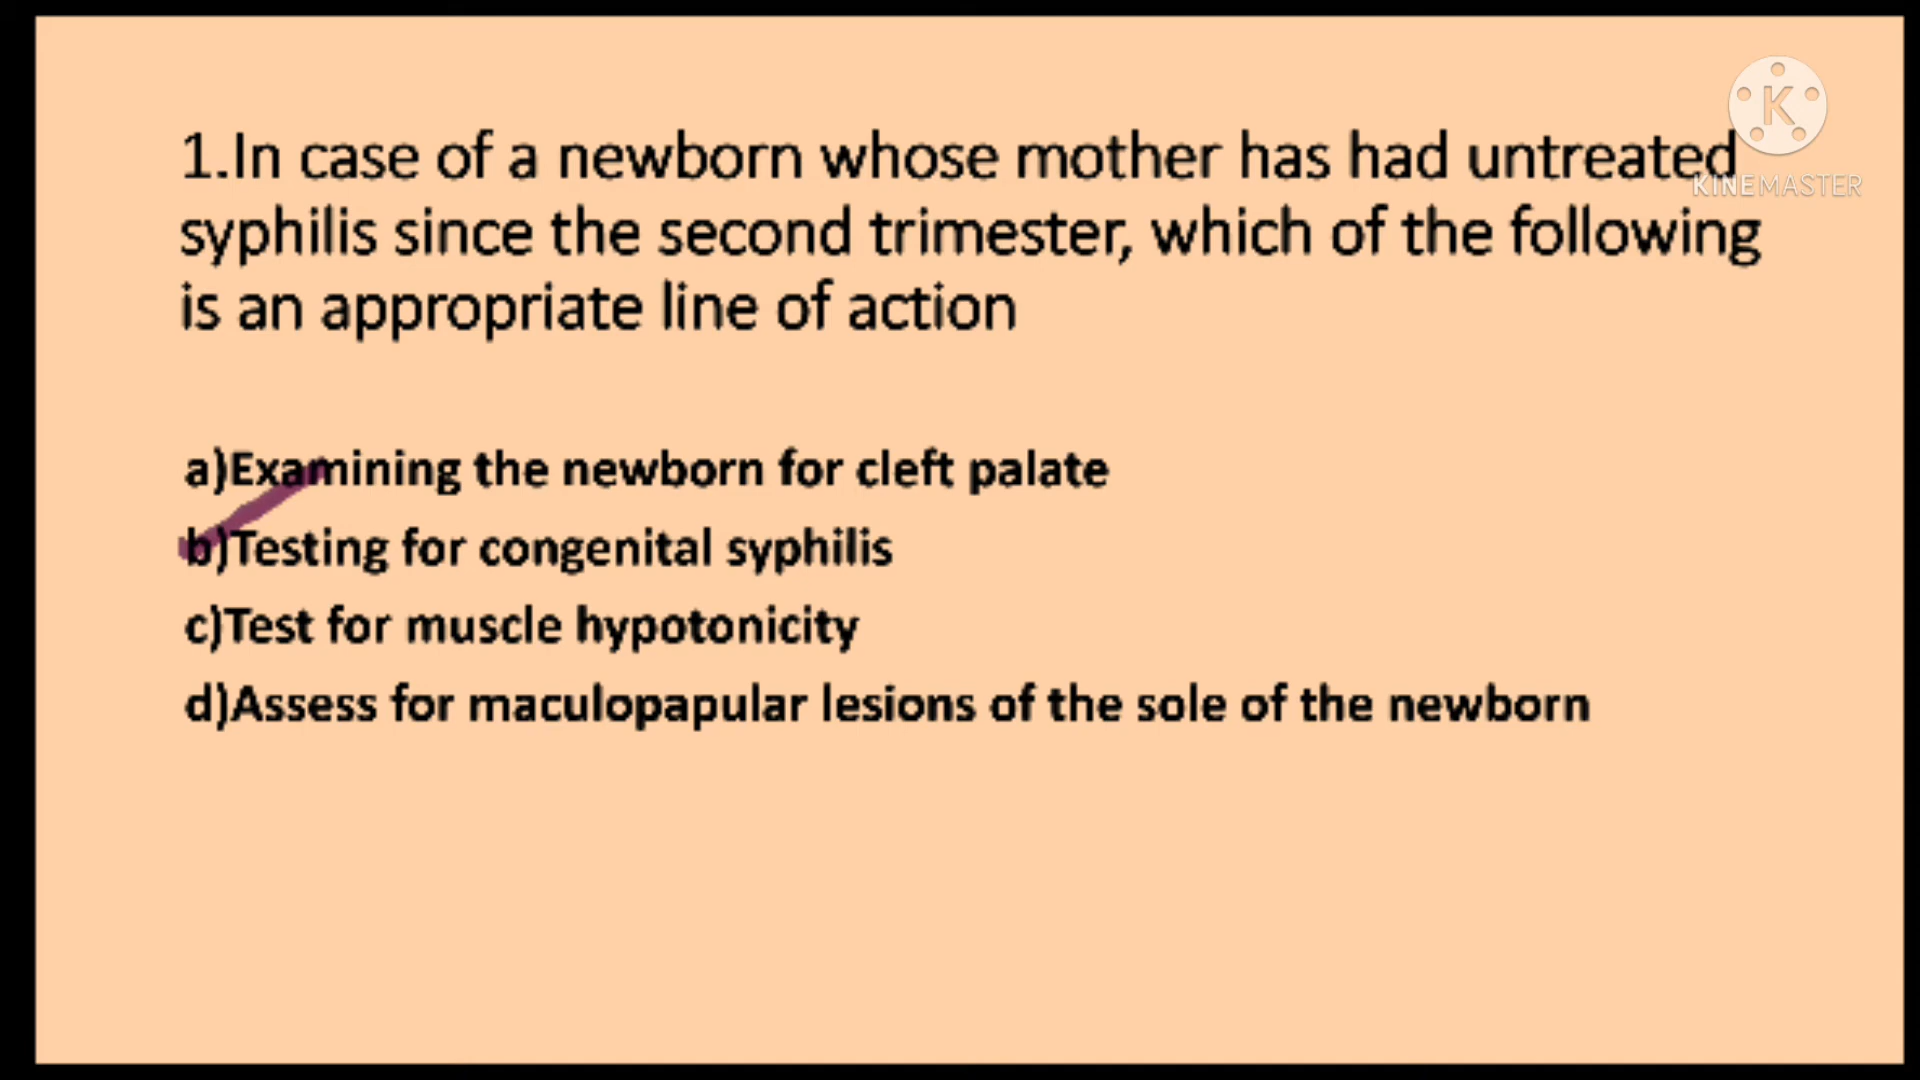 K
KINEMASTER
1.In case of a newborn whose mother has had untreated
syphilis since the second trimester, which of the following
is an appropriate line of action
a)Examining the newborn for cleft palate
b)Testing for congenital syphilis
c)Test for muscle hypotonicity
d)Assess for maculopapular lesions of the sole of the newborn